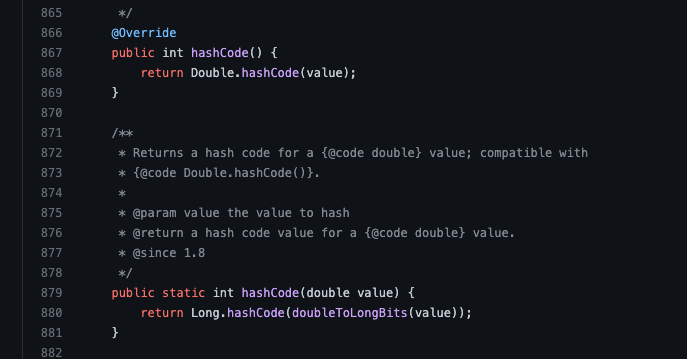 865 */
866 @Override
867 public int hashCode() {
868 return Double.hashCode(value);
869 }
870
871 /**
872 * Returns a hash code for a {@code double} value; compatible with
873 * {@code Double.hashCode()}.
874 *
875 * @param value the value to hash
876 * @return a hash code value for a {@code double} value.
877 * @since 1.8
878 */
879 public static int hashCode(double value) {
880 return Long.hashCode(doubleToLongBits(value));
881 }
882